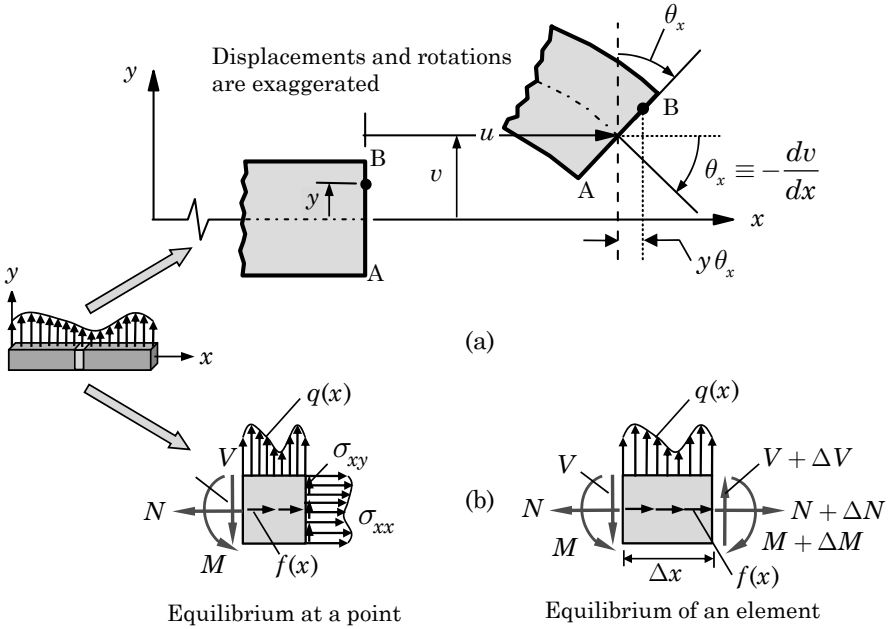 Displacements and rotations
are exaggerated
θₓ
y
B
B
u
v
y
A
A
θₓ ≡ −dv/dx
x
y θₓ
y
x
(a)
q(x)
V
σxy
N
σxx
M
f(x)
Equilibrium at a point
(b)
q(x)
V
V + ΔV
N
N + ΔN
M
M + ΔM
Δx
f(x)
Equilibrium of an element